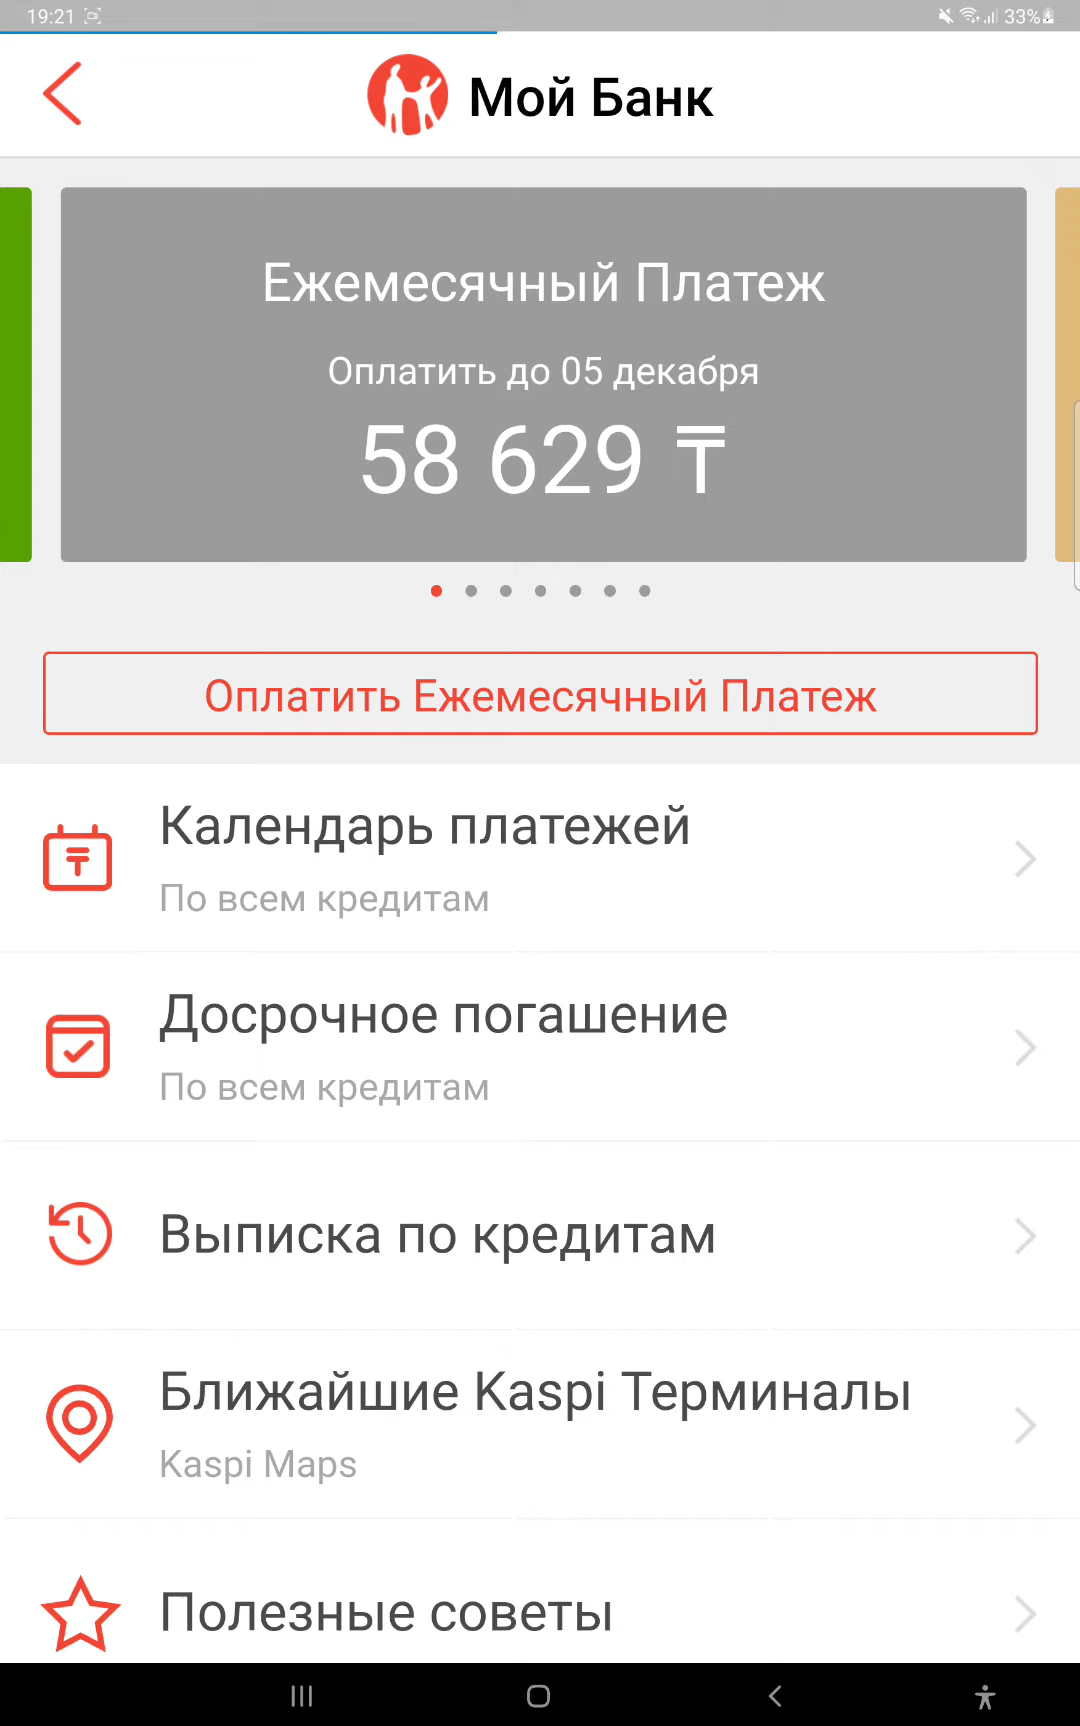 19:21 33%
Мой Банк
Ежемесячный Платеж
Оплатить до 05 декабря
58 629 ₸
Оплатить Ежемесячный Платеж
Календарь платежей
По всем кредитам
Досрочное погашение
По всем кредитам
Выписка по кредитам
Ближайшие Kaspi Терминалы
Kaspi Maps
Полезные советы